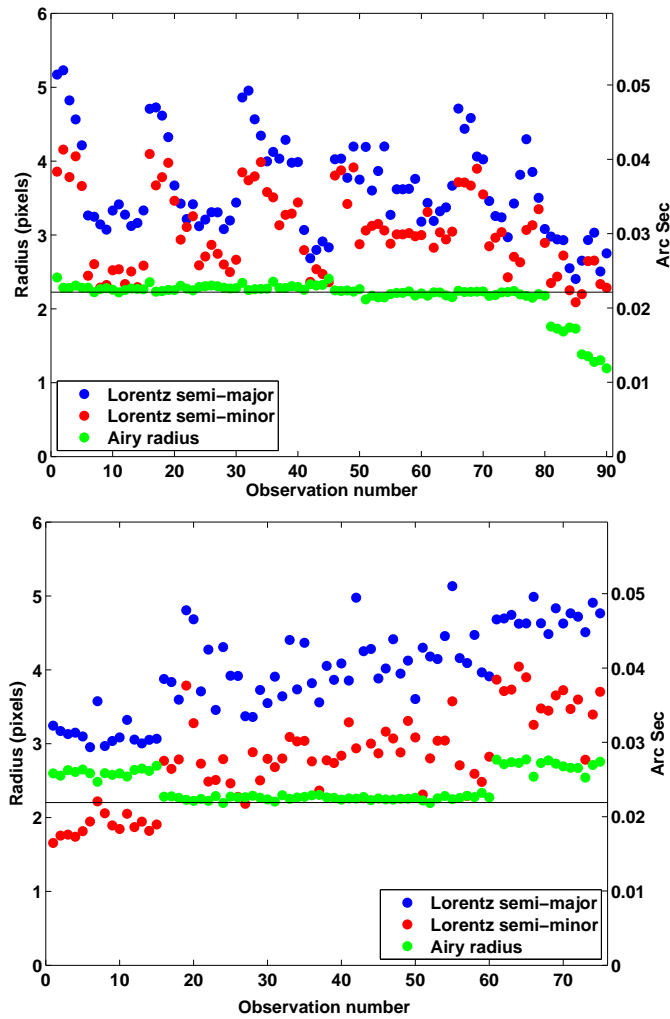 6
5
4
3
2
1
0
Radius (pixels)
0.05
0.04
0.03
0.02
0.01
0
Arc Sec
Lorentz semi−major
Lorentz semi−minor
Airy radius
0 10 20 30 40 50 60 70 80 90
Observation number
6
5
4
3
2
1
0
Radius (pixels)
0.05
0.04
0.03
0.02
0.01
0
Arc Sec
Lorentz semi−major
Lorentz semi−minor
Airy radius
0 10 20 30 40 50 60 70
Observation number